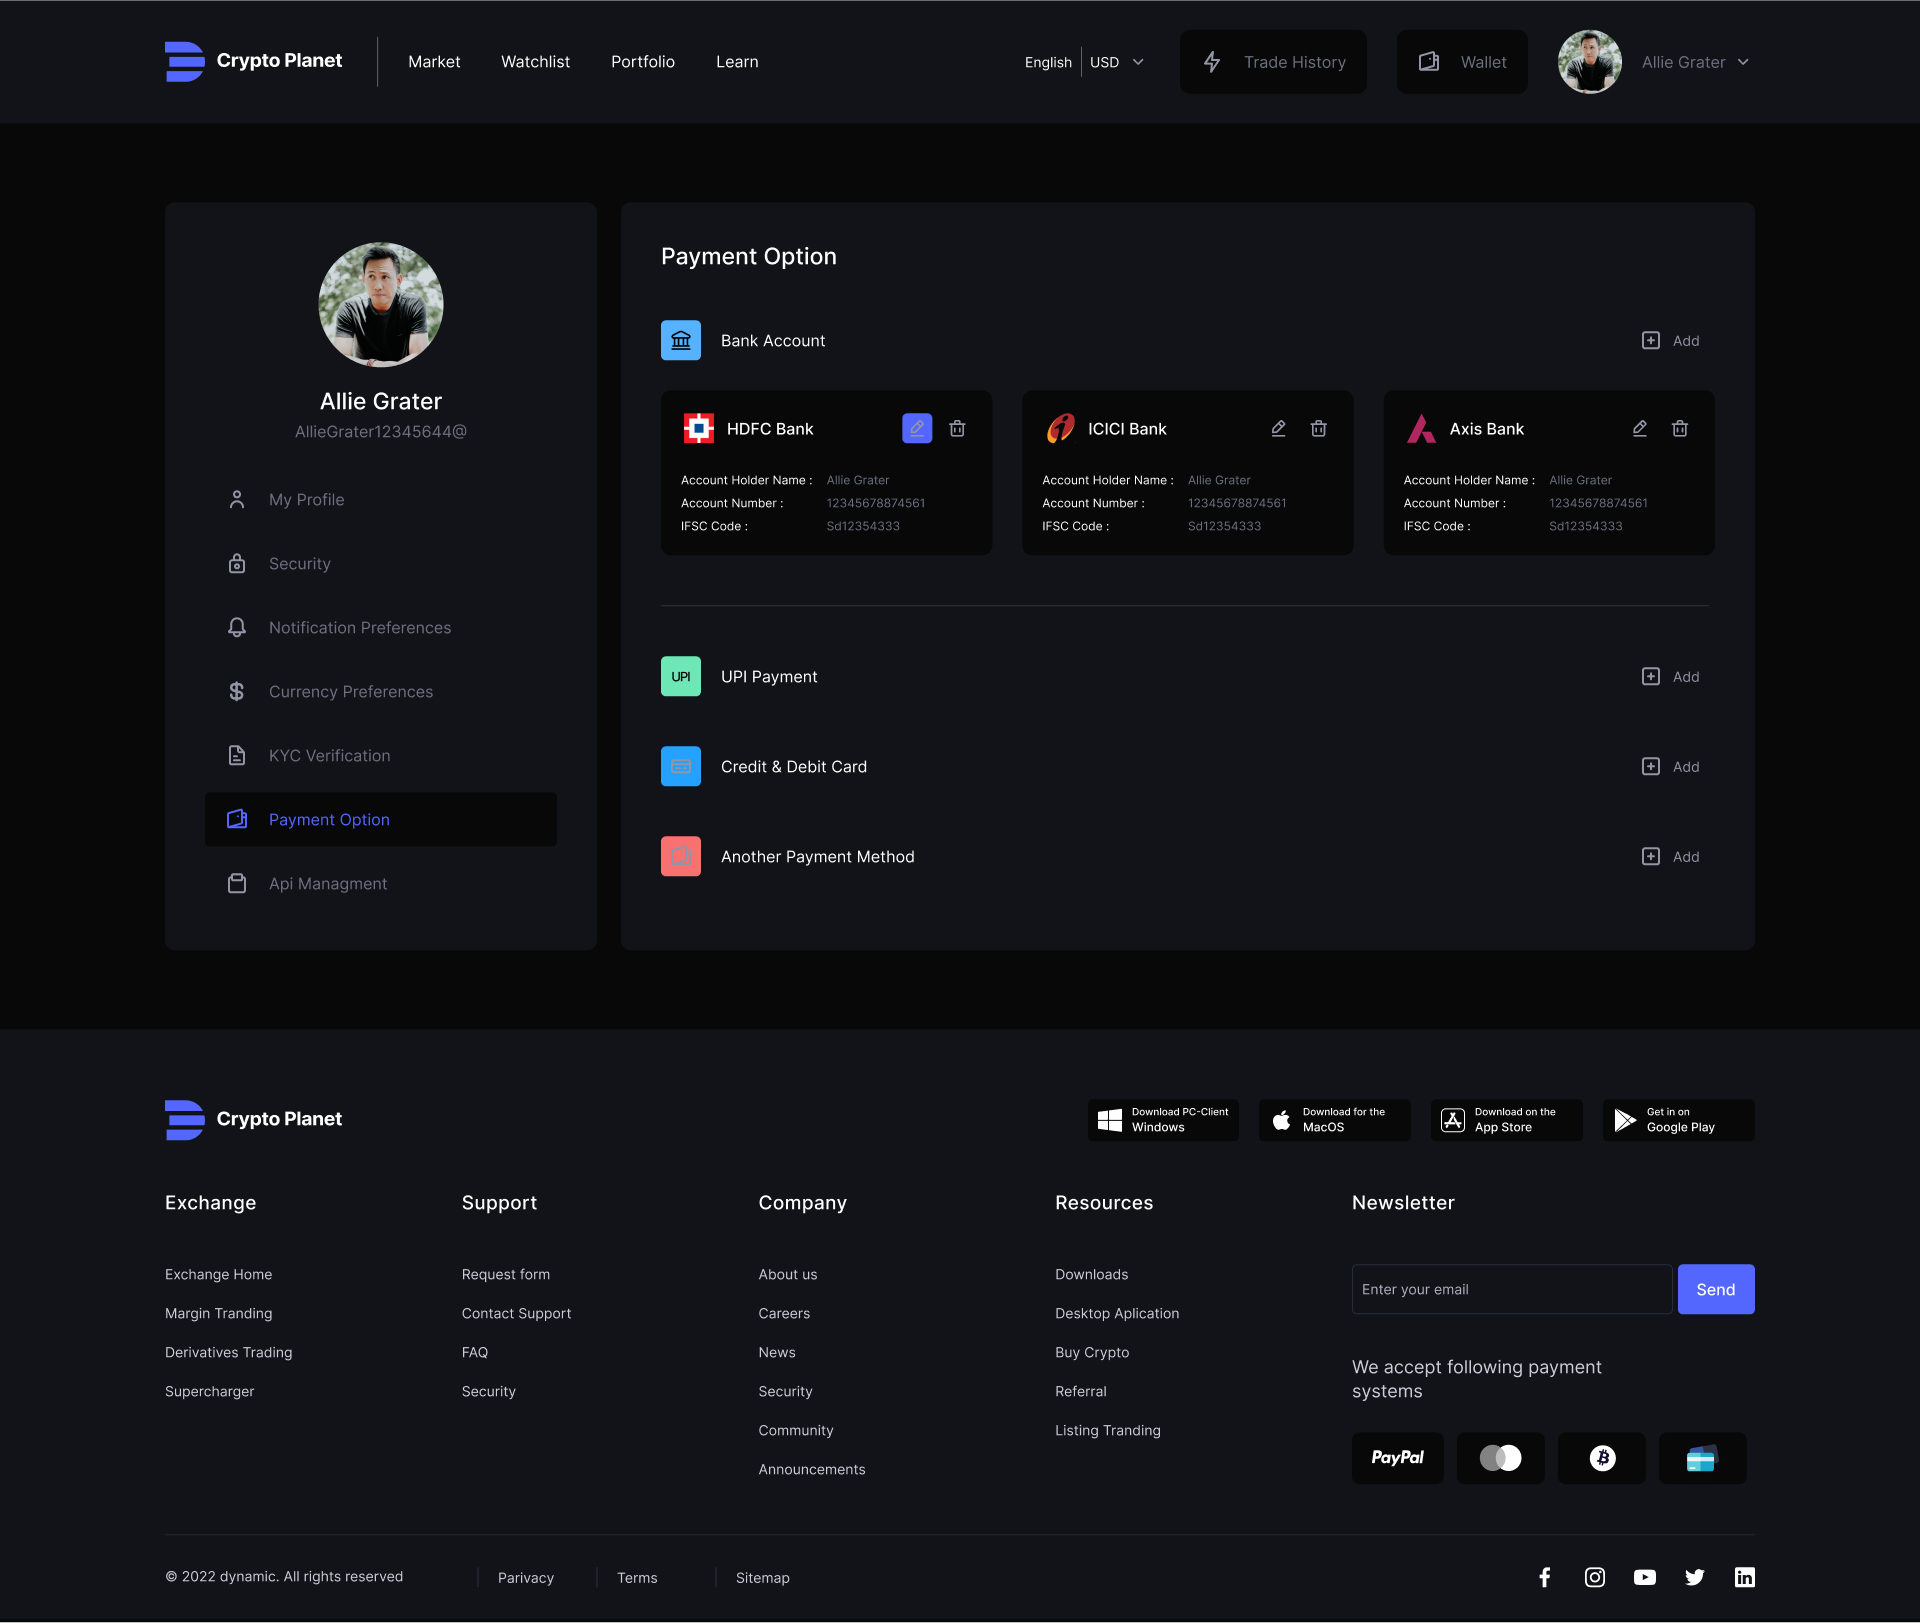 Crypto Planet
Market
Watchlist
Portfolio
Learn
English
USD
Trade History
Wallet
Allie Grater
Allie Grater
AllieGrater12345644@
My Profile
Security
Notification Preferences
Currency Preferences
KYC Verification
Payment Option
Api Managment
Payment Option
Bank Account
Add
HDFC Bank
Account Holder Name : Allie Grater
Account Number : 12345678874561
IFSC Code : Sd12354333
ICICI Bank
Account Holder Name : Allie Grater
Account Number : 12345678874561
IFSC Code : Sd12354333
Axis Bank
Account Holder Name : Allie Grater
Account Number : 12345678874561
IFSC Code : Sd12354333
UPI
UPI Payment
Add
Credit & Debit Card
Add
Another Payment Method
Add
Crypto Planet
Download PC-Client
Windows
Download for the
MacOS
Download on the
App Store
Get in on
Google Play
Exchange
Exchange Home
Margin Tranding
Derivatives Trading
Supercharger
Support
Request form
Contact Support
FAQ
Security
Company
About us
Careers
News
Security
Community
Announcements
Resources
Downloads
Desktop Aplication
Buy Crypto
Referral
Listing Tranding
Newsletter
Enter your email
Send
We accept following payment
systems
PayPal
© 2022 dynamic. All rights reserved
Parivacy
Terms
Sitemap